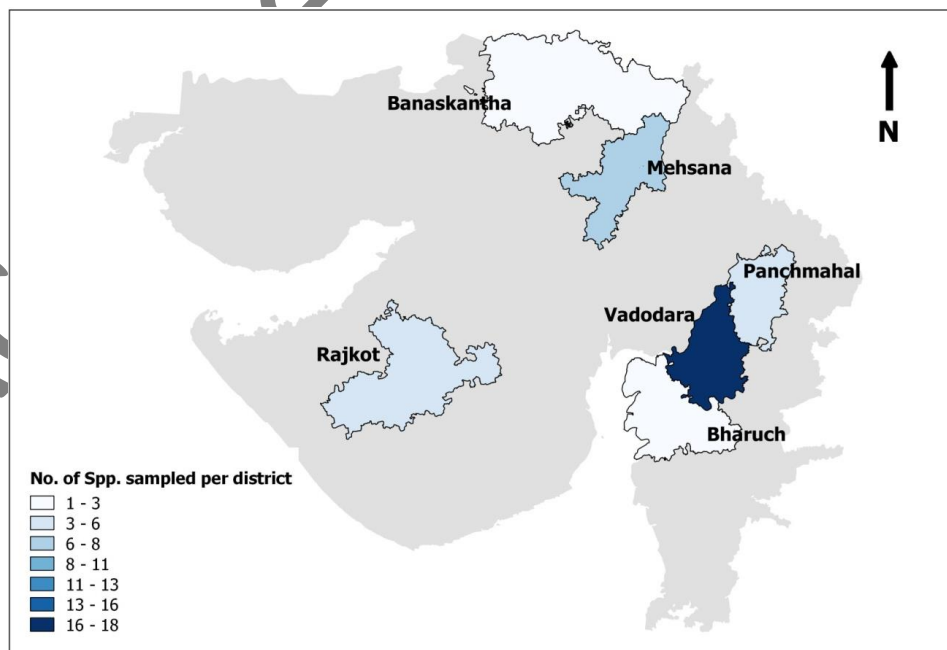 Banaskantha
N
Mehsana
Panchmahal
Vadodara
Rajkot
Bharuch
No. of Spp. sampled per district
1 - 3
3 - 6
6 - 8
8 - 11
11 - 13
13 - 16
16 - 18